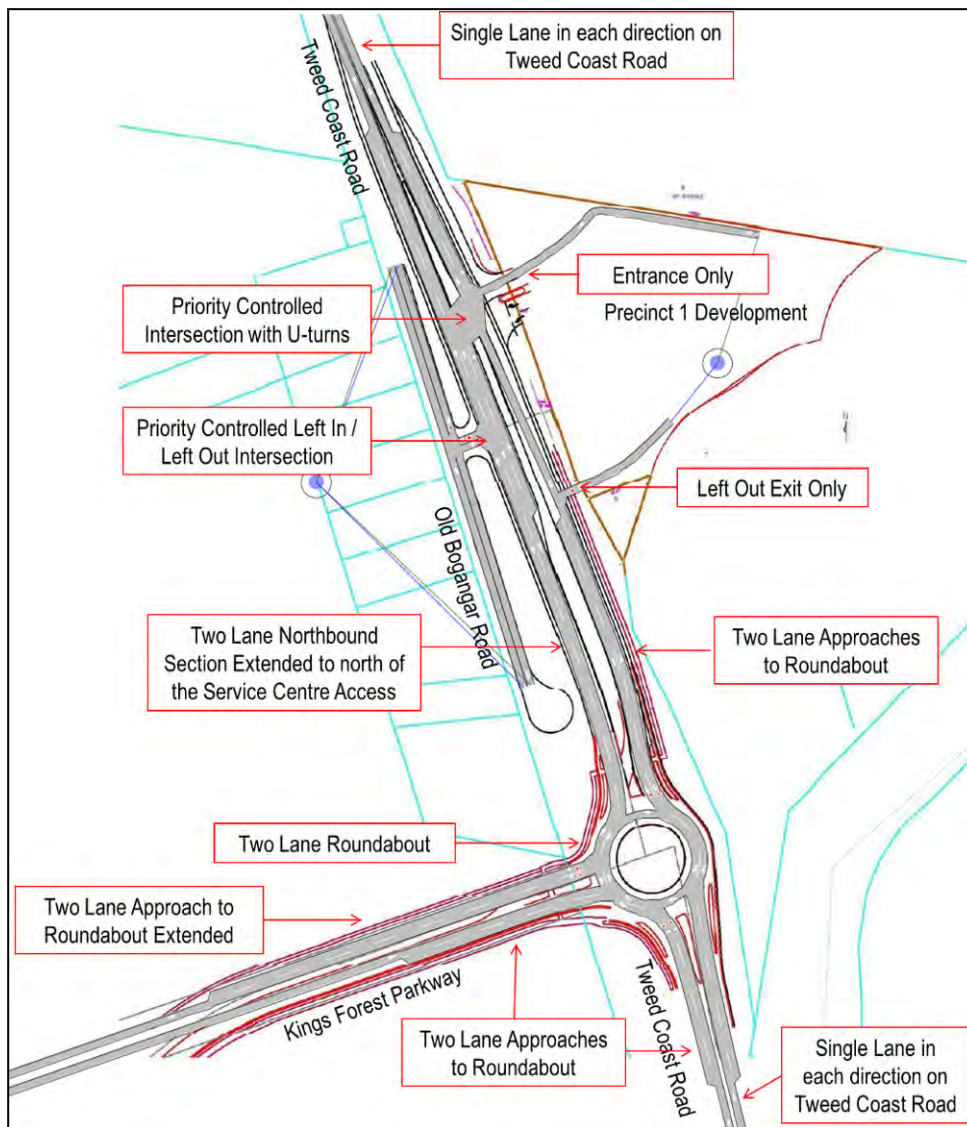 Single Lane in each direction on
Tweed Coast Road
Tweed Coast Road
Entrance Only
Precinct 1 Development
Priority Controlled
Intersection with U-turns
Priority Controlled Left In /
Left Out Intersection
Left Out Exit Only
Old Bogangar Road
Two Lane Northbound
Section Extended to north of
the Service Centre Access
Two Lane Approaches
to Roundabout
Two Lane Roundabout
Two Lane Approach to
Roundabout Extended
Kings Forest Parkway
Two Lane Approaches
to Roundabout
Tweed Coast Road
Single Lane in
each direction on
Tweed Coast Road